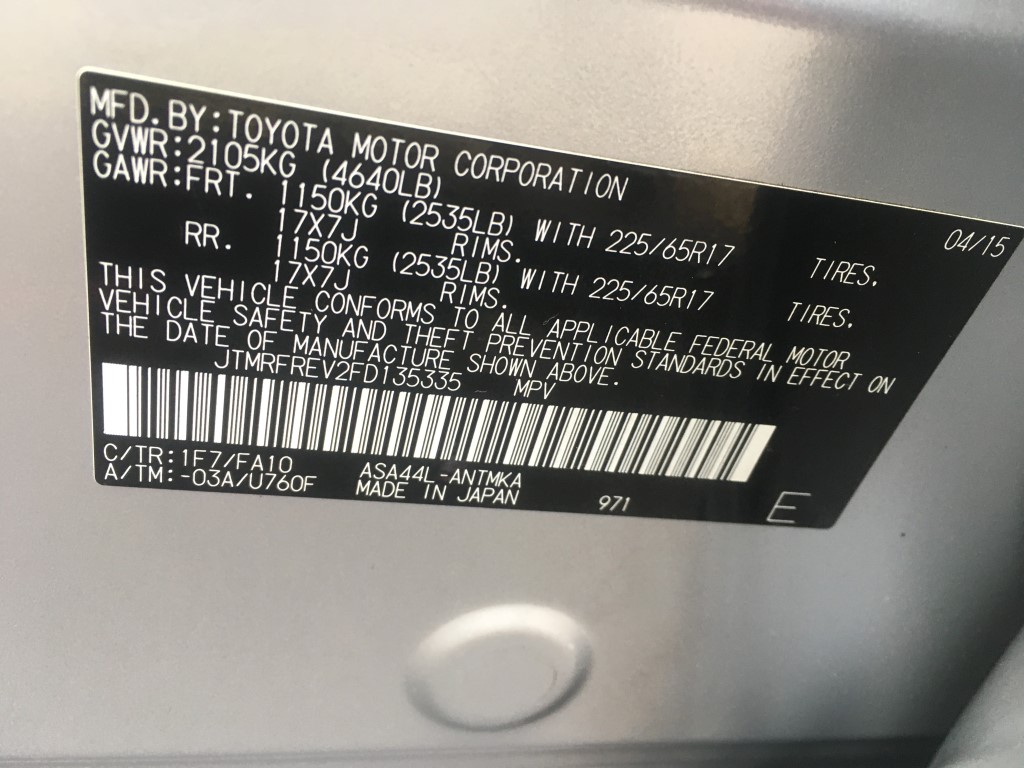 MFD. BY: TOYOTA MOTOR CORPORATION 04/15
GVWR: 2105KG (4640LB)
GAWR: FRT. 1150KG (2535LB) WITH 225/65R17 TIRES.
17X7J RIMS.
RR. 1150KG (2535LB) WITH 225/65R17 TIRES.
17X7J RIMS.
THIS VEHICLE CONFORMS TO ALL APPLICABLE FEDERAL MOTOR
VEHICLE SAFETY AND THEFT PREVENTION STANDARDS IN EFFECT ON
THE DATE OF MANUFACTURE SHOWN ABOVE.
JTMRFREV2FD135335 MPV
C/TR: 1F7/FA10 ASA44L-ANTMKA
A/TM: -03A/U760F MADE IN JAPAN 971 E